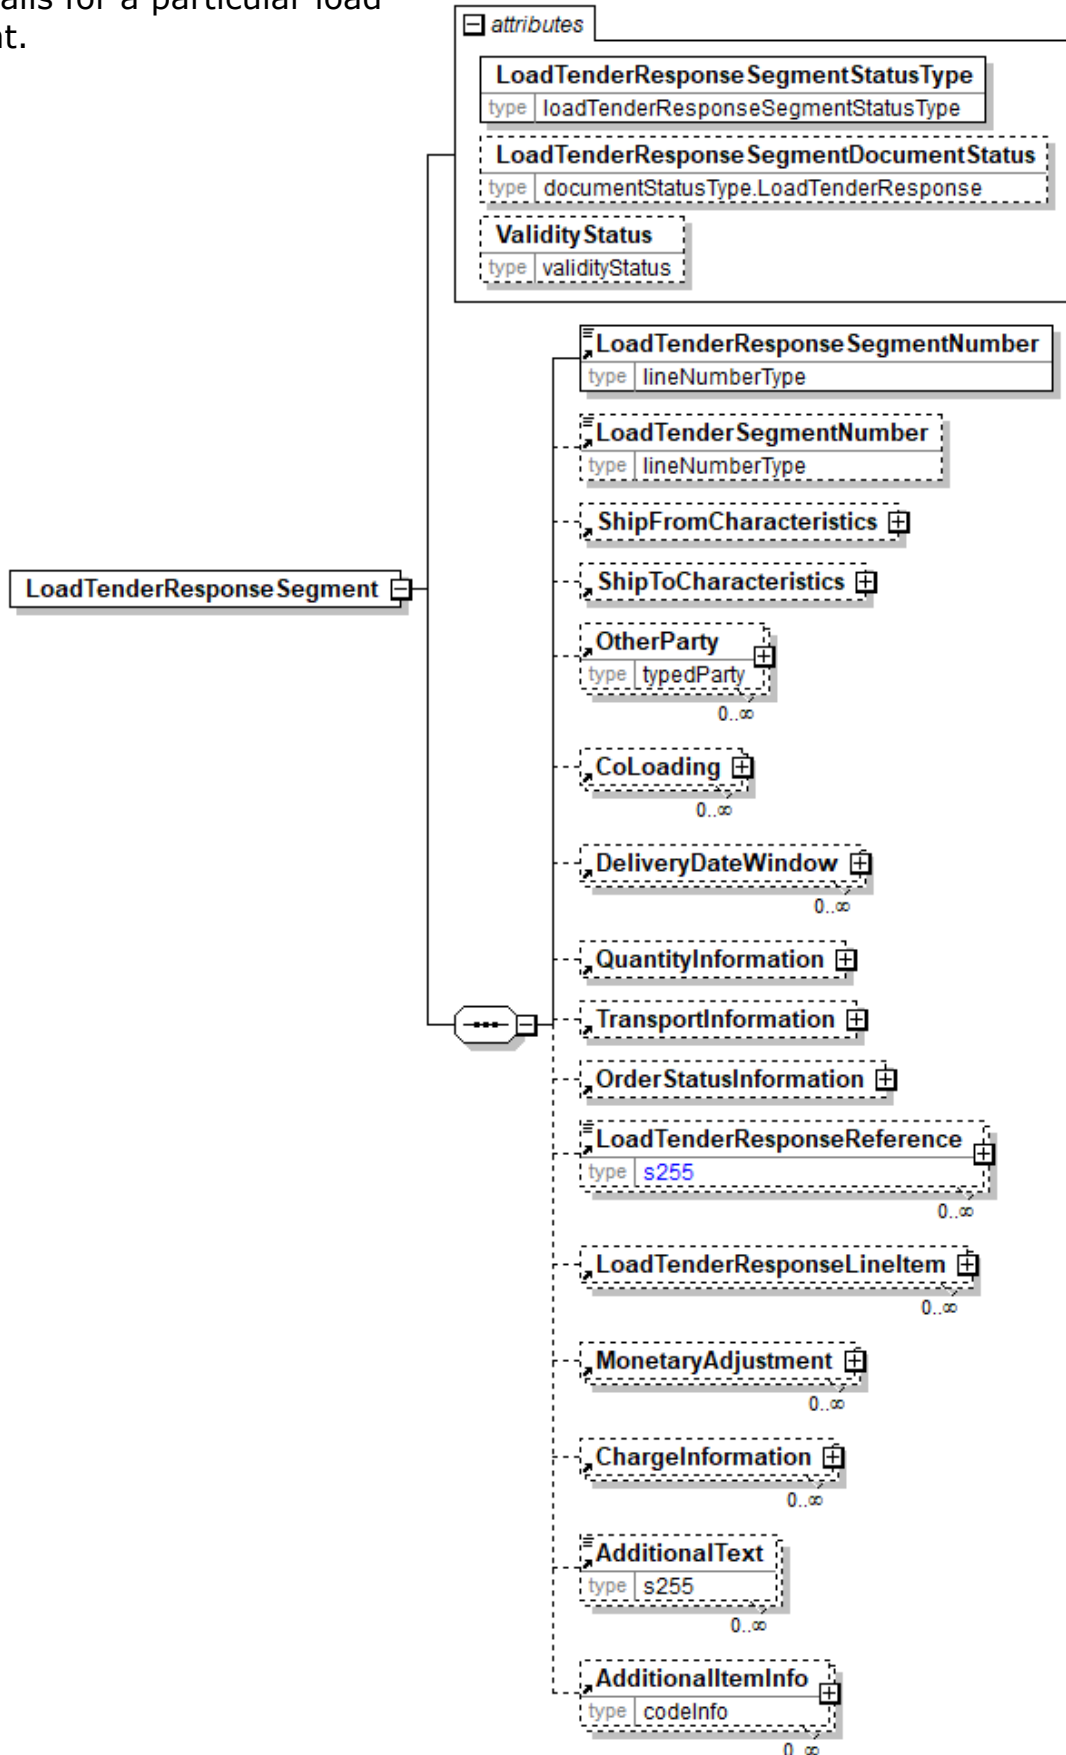 ails for a particular load
nt.
attributes
LoadTenderResponseSegmentStatusType
type loadTenderResponseSegmentStatusType
LoadTenderResponseSegmentDocumentStatus
type documentStatusType.LoadTenderResponse
ValidityStatus
type validityStatus
LoadTenderResponseSegmentNumber
type lineNumberType
LoadTenderSegmentNumber
type lineNumberType
ShipFromCharacteristics
ShipToCharacteristics
LoadTenderResponseSegment
OtherParty
type typedParty
0..∞
CoLoading
0..∞
DeliveryDateWindow
0..∞
QuantityInformation
TransportInformation
OrderStatusInformation
LoadTenderResponseReference
type s255
0..∞
LoadTenderResponseLineItem
0..∞
MonetaryAdjustment
0..∞
ChargeInformation
0..∞
AdditionalText
type s255
0..∞
AdditionalItemInfo
type codeInfo
0..∞